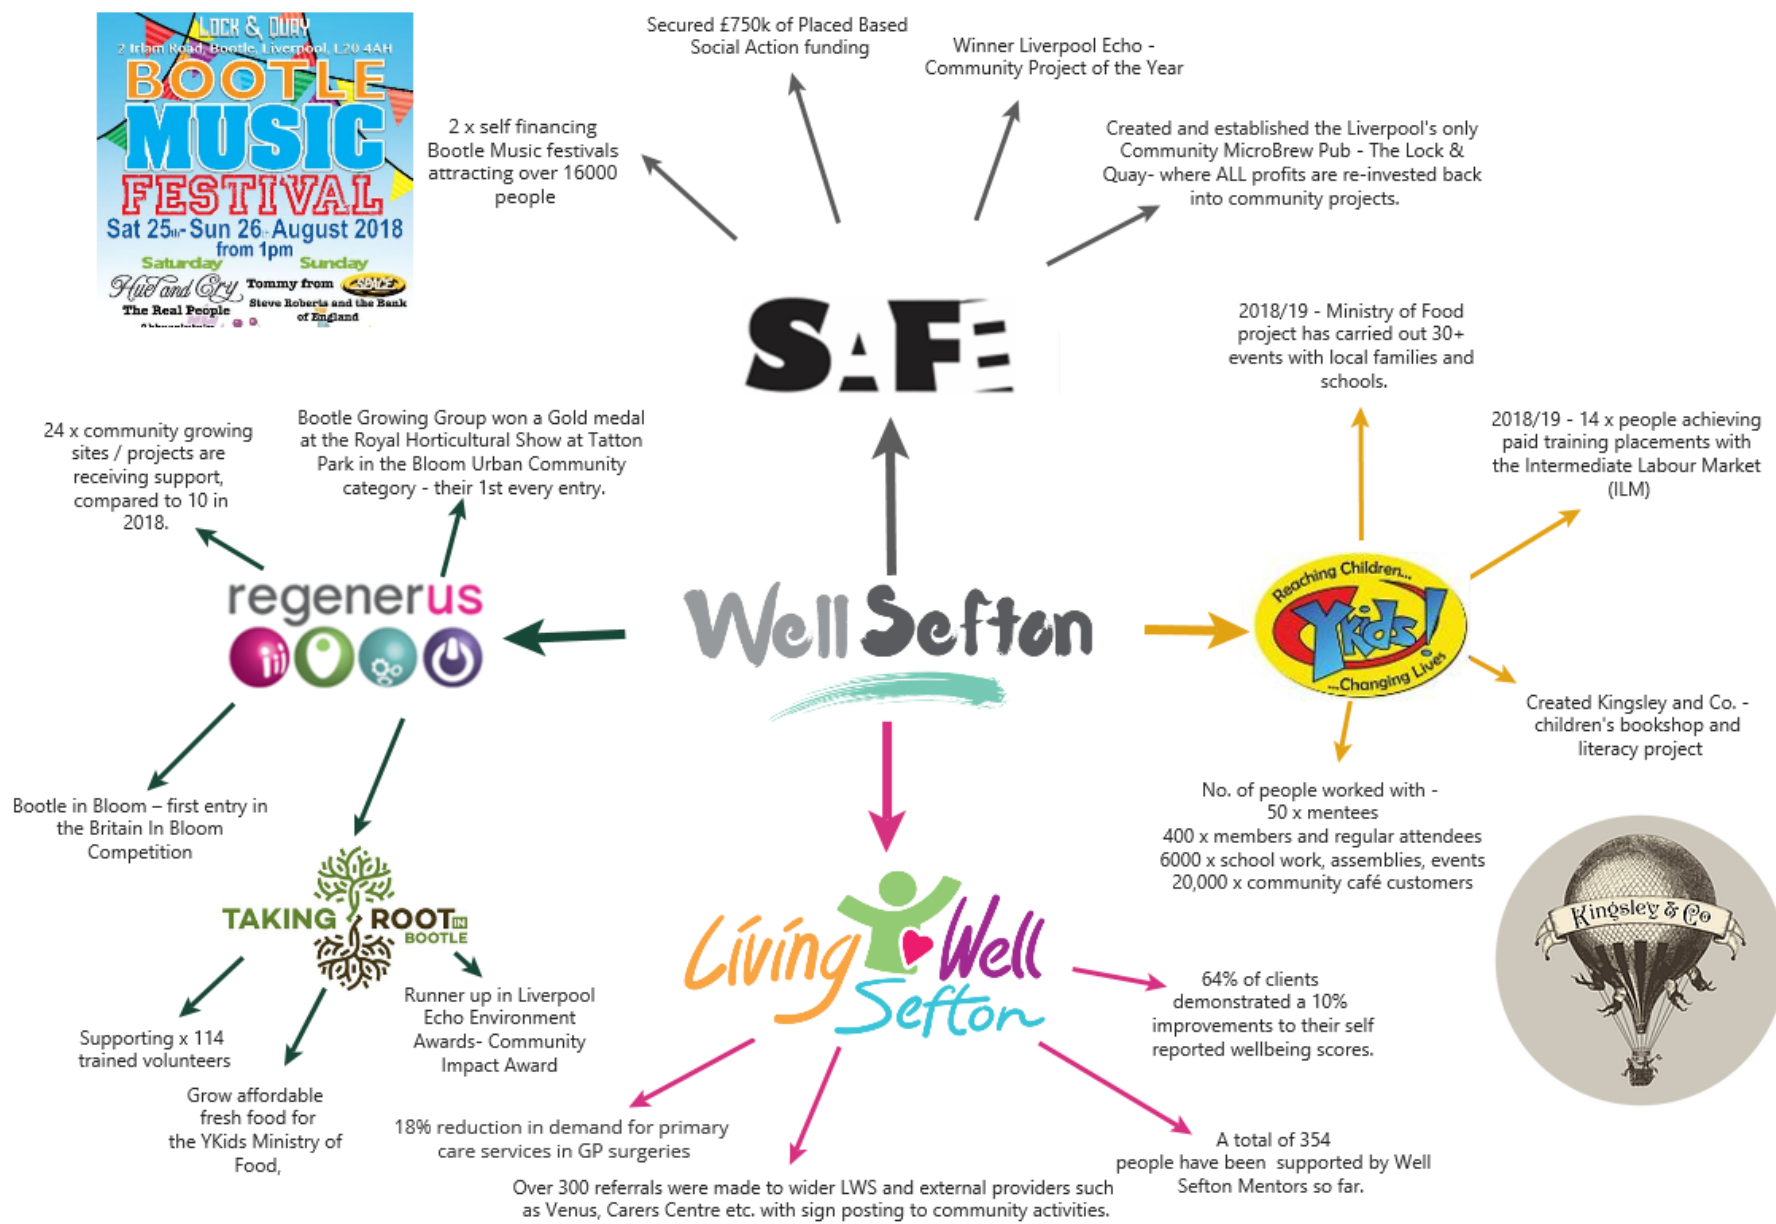 LOCK & QUAY
2 Irlam Road, Bootle, Liverpool, L20 4AH
BOOTLE
MUSIC
FESTIVAL
Sat 25th- Sun 26th August 2018
from 1pm
Saturday
Sunday
Hue and Cry
Tommy from SPACE
The Real People
Steve Roberts and the Bank
of England
2 x self financing
Bootle Music festivals
attracting over 16000
people
Secured £750k of Placed Based
Social Action funding
Winner Liverpool Echo -
Community Project of the Year
Created and established the Liverpool's only
Community MicroBrew Pub - The Lock &
Quay- where ALL profits are re-invested back
into community projects.
SAFE
24 x community growing
sites / projects are
receiving support,
compared to 10 in
2018.
Bootle Growing Group won a Gold medal
at the Royal Horticultural Show at Tatton
Park in the Bloom Urban Community
category - their 1st every entry.
2018/19 - Ministry of Food
project has carried out 30+
events with local families and
schools.
2018/19 - 14 x people achieving
paid training placements with
the Intermediate Labour Market
(ILM)
regenerus
Well Sefton
Reaching Children...
YKids!
...Changing Lives
Created Kingsley and Co. -
children's bookshop and
literacy project
Bootle in Bloom – first entry in
the Britain In Bloom
Competition
No. of people worked with -
50 x mentees
400 x members and regular attendees
6000 x school work, assemblies, events
20,000 x community café customers
Kingsley & Co
TAKING ROOT IN
BOOTLE
Living Well
Sefton
Supporting x 114
trained volunteers
Grow affordable
fresh food for
the YKids Ministry of
Food,
Runner up in Liverpool
Echo Environment
Awards- Community
Impact Award
64% of clients
demonstrated a 10%
improvements to their self
reported wellbeing scores.
18% reduction in demand for primary
care services in GP surgeries
Over 300 referrals were made to wider LWS and external providers such
as Venus, Carers Centre etc. with sign posting to community activities.
A total of 354
people have been supported by Well
Sefton Mentors so far.